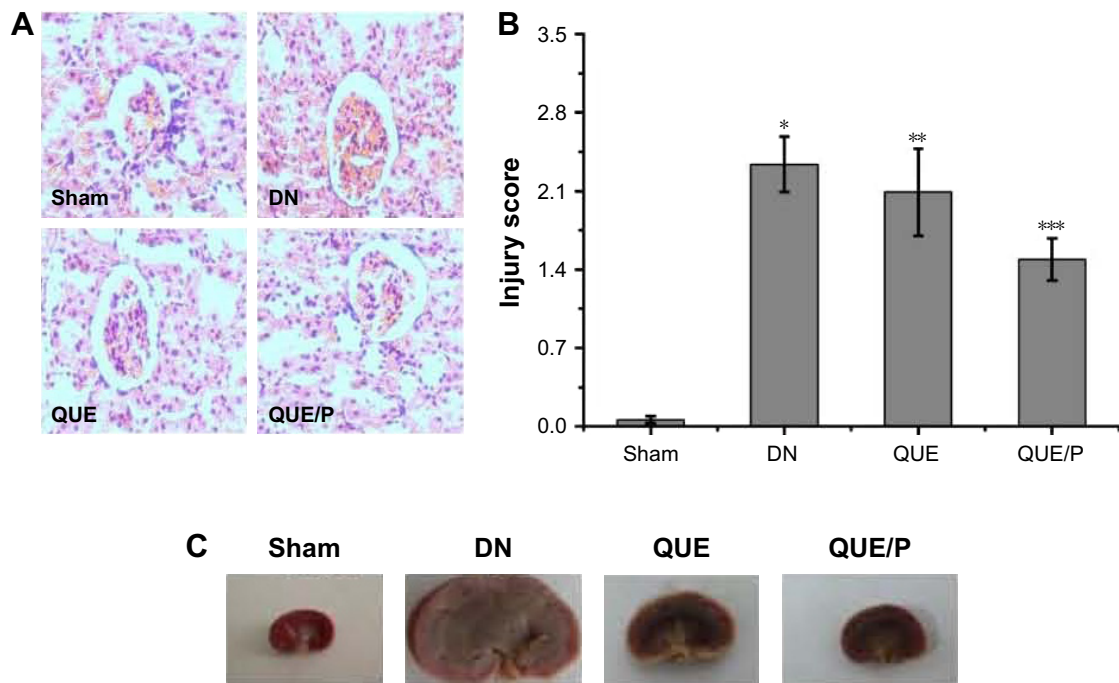 A
Sham
DN
QUE
QUE/P
B
Injury score
3.5
2.8
2.1
1.4
0.7
0.0
*
**
***
Sham
DN
QUE
QUE/P
C
Sham
DN
QUE
QUE/P